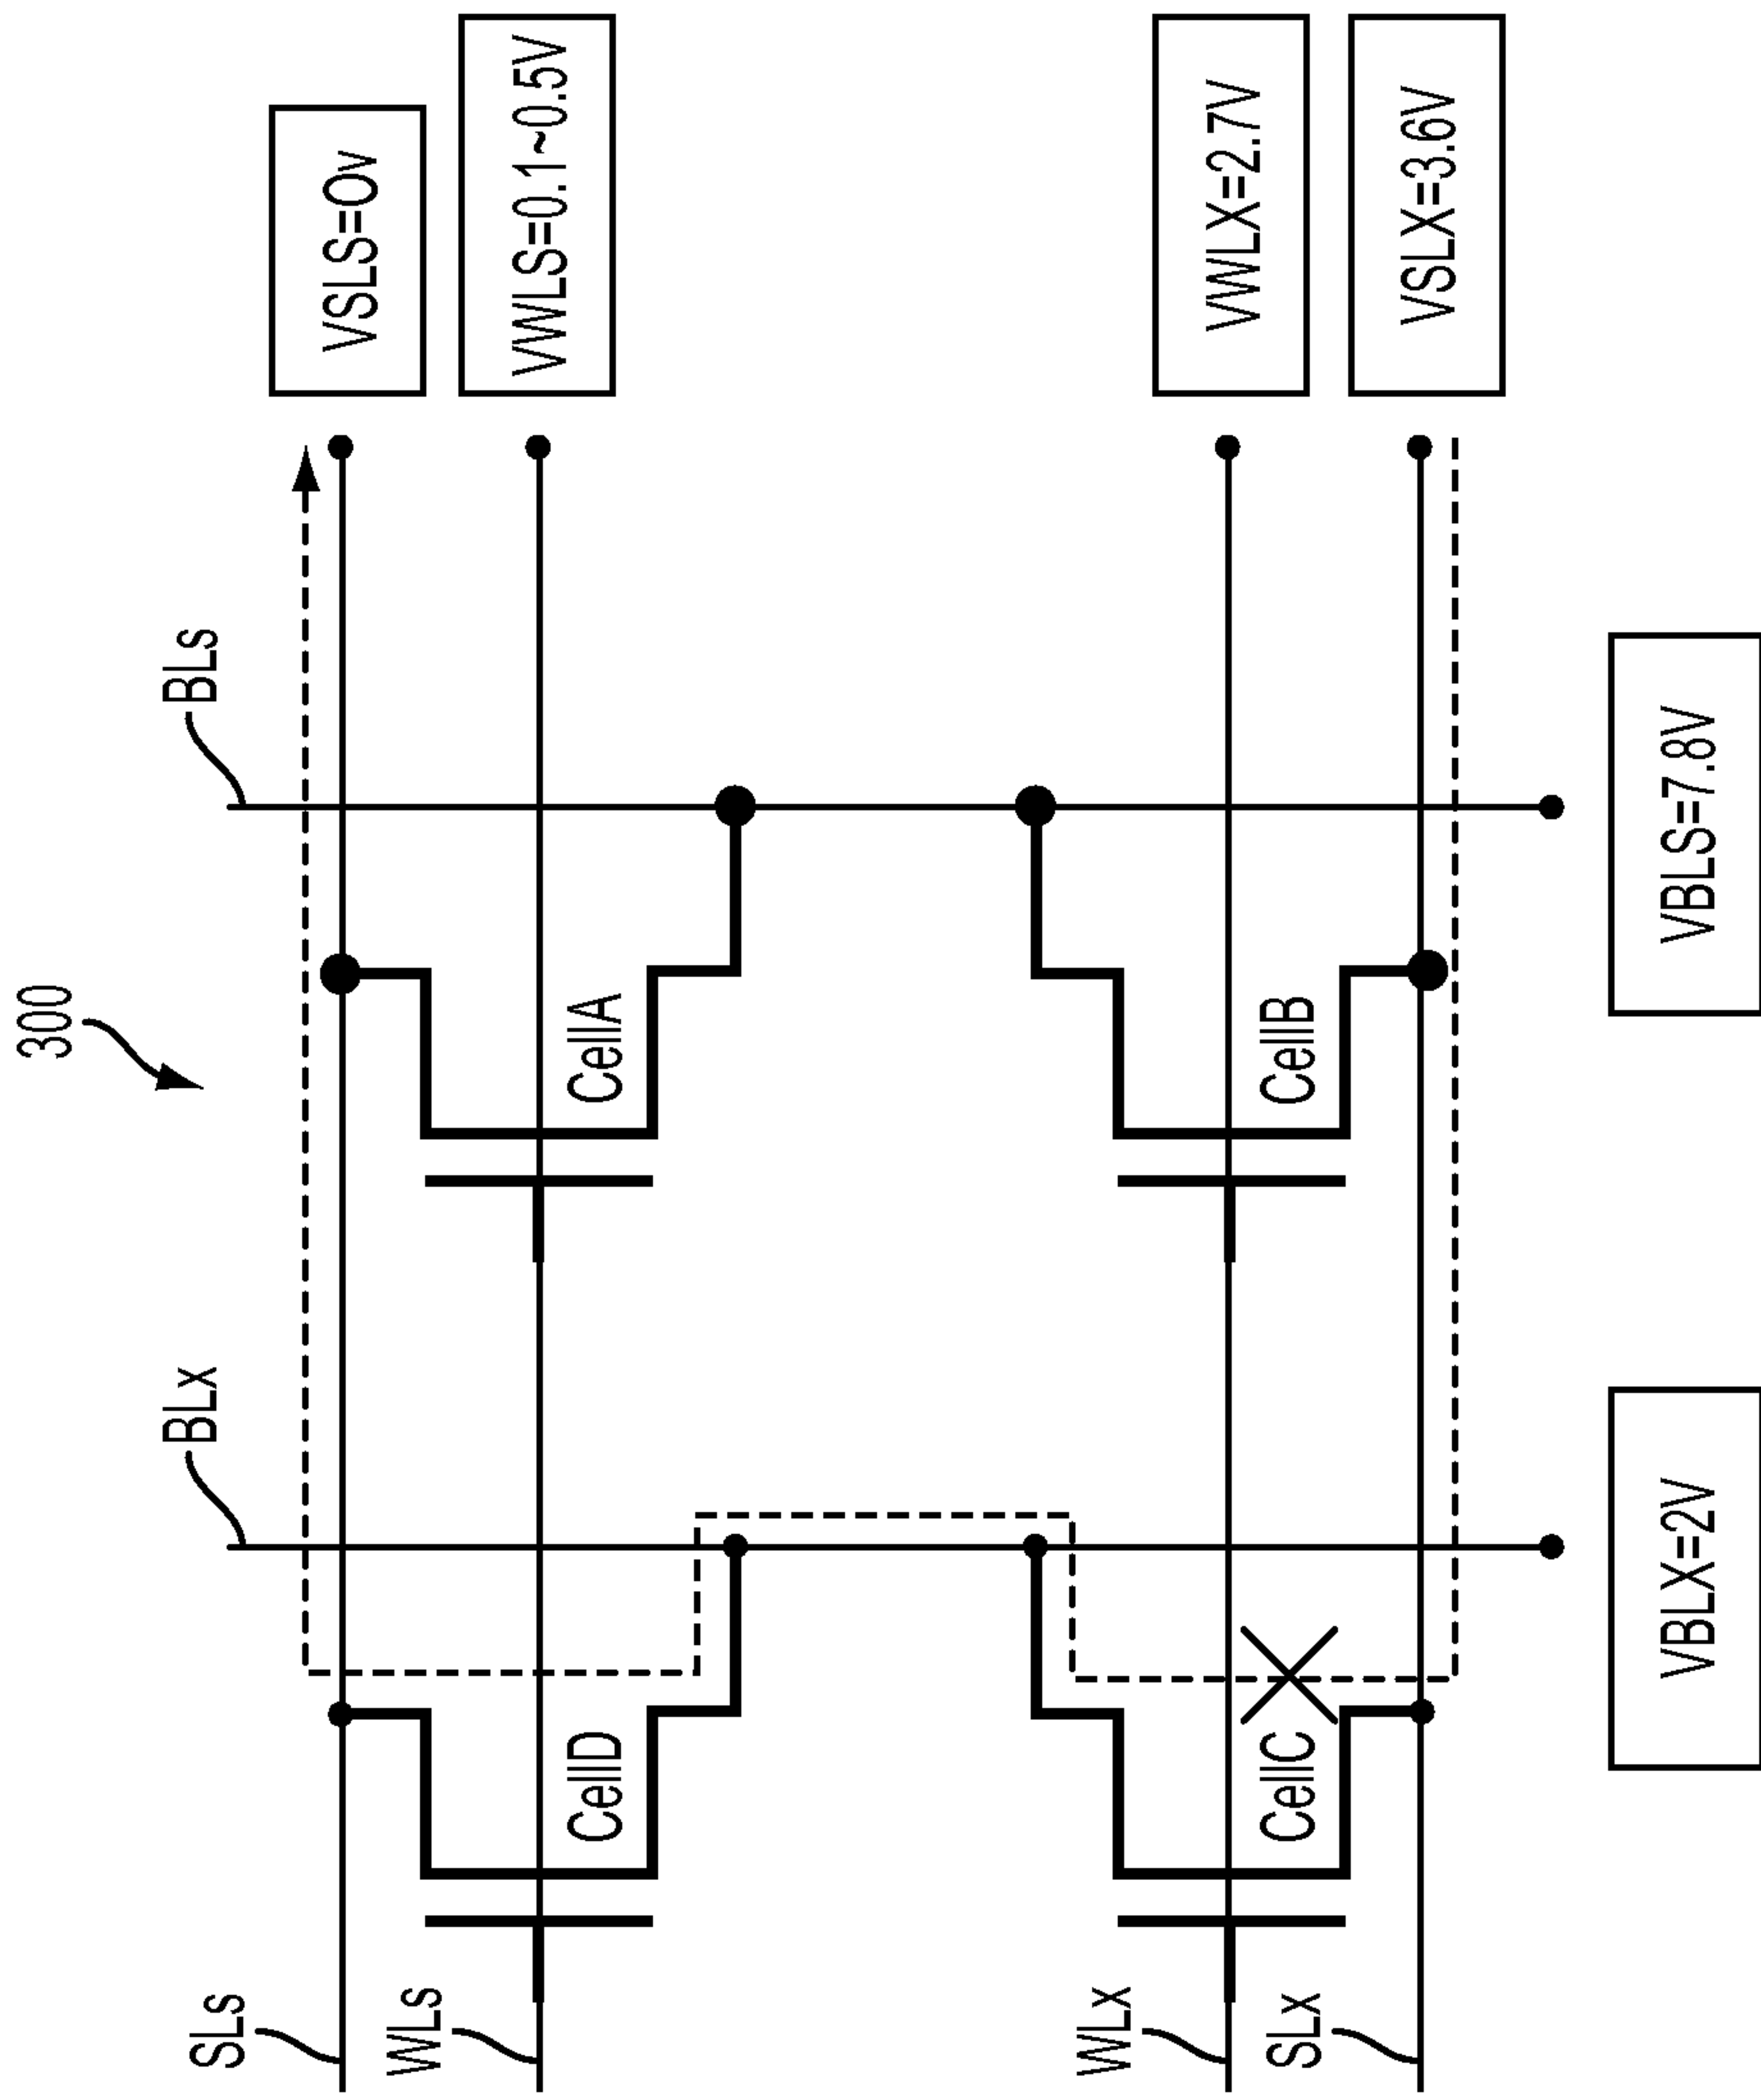 300
BLx
BLs
SLs
VSLS=Ov
WLs
VWLS=0.1~0.5V
CellD
CellA
WLx
VWLX=2.7V
CellC
CellB
SLx
VSLX=3.6V
VBLX=2V
VBLS=7.8V